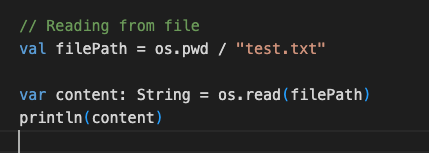 // Reading from file
val filePath = os.pwd / "test.txt"
var content: String = os.read(filePath)
println(content)